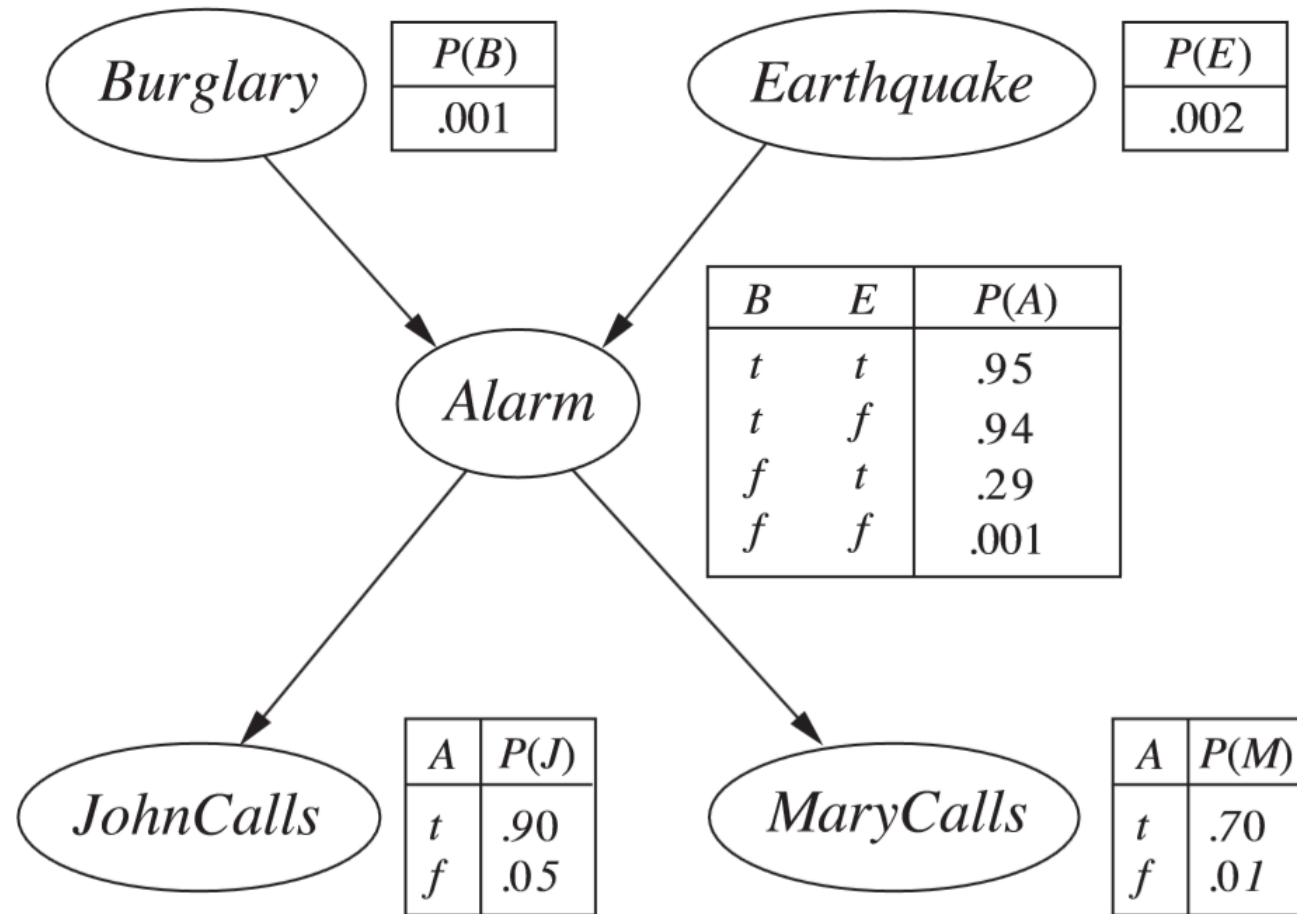 Burglary
P(B)
.001
Earthquake
P(E)
.002
Alarm
B E P(A)
t t .95
t f .94
f t .29
f f .001
JohnCalls
A P(J)
t .90
f .05
MaryCalls
A P(M)
t .70
f .01